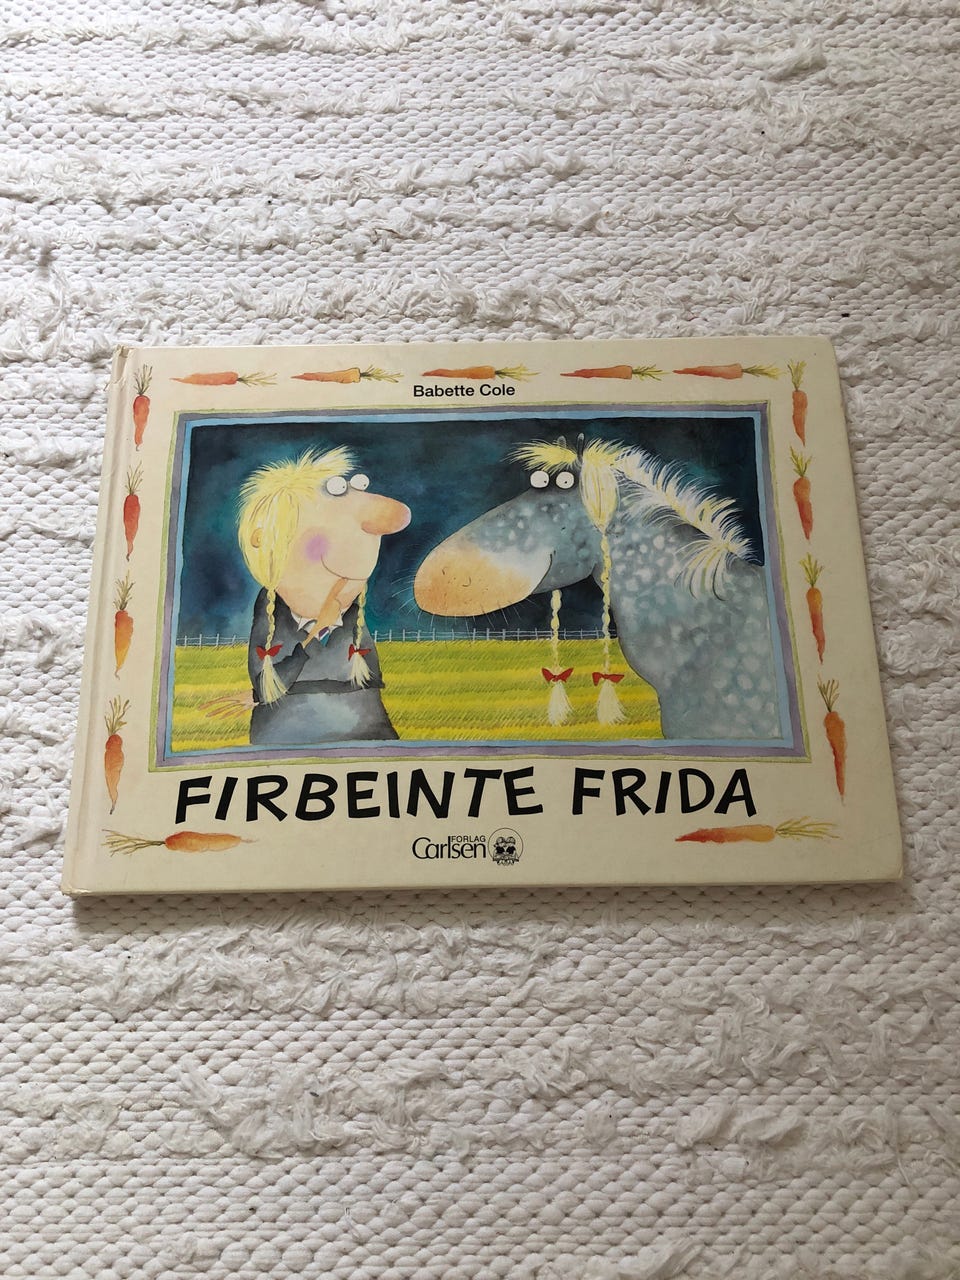 Babette Cole
FIRBEINTE FRIDA
FORLAG
Carlsen